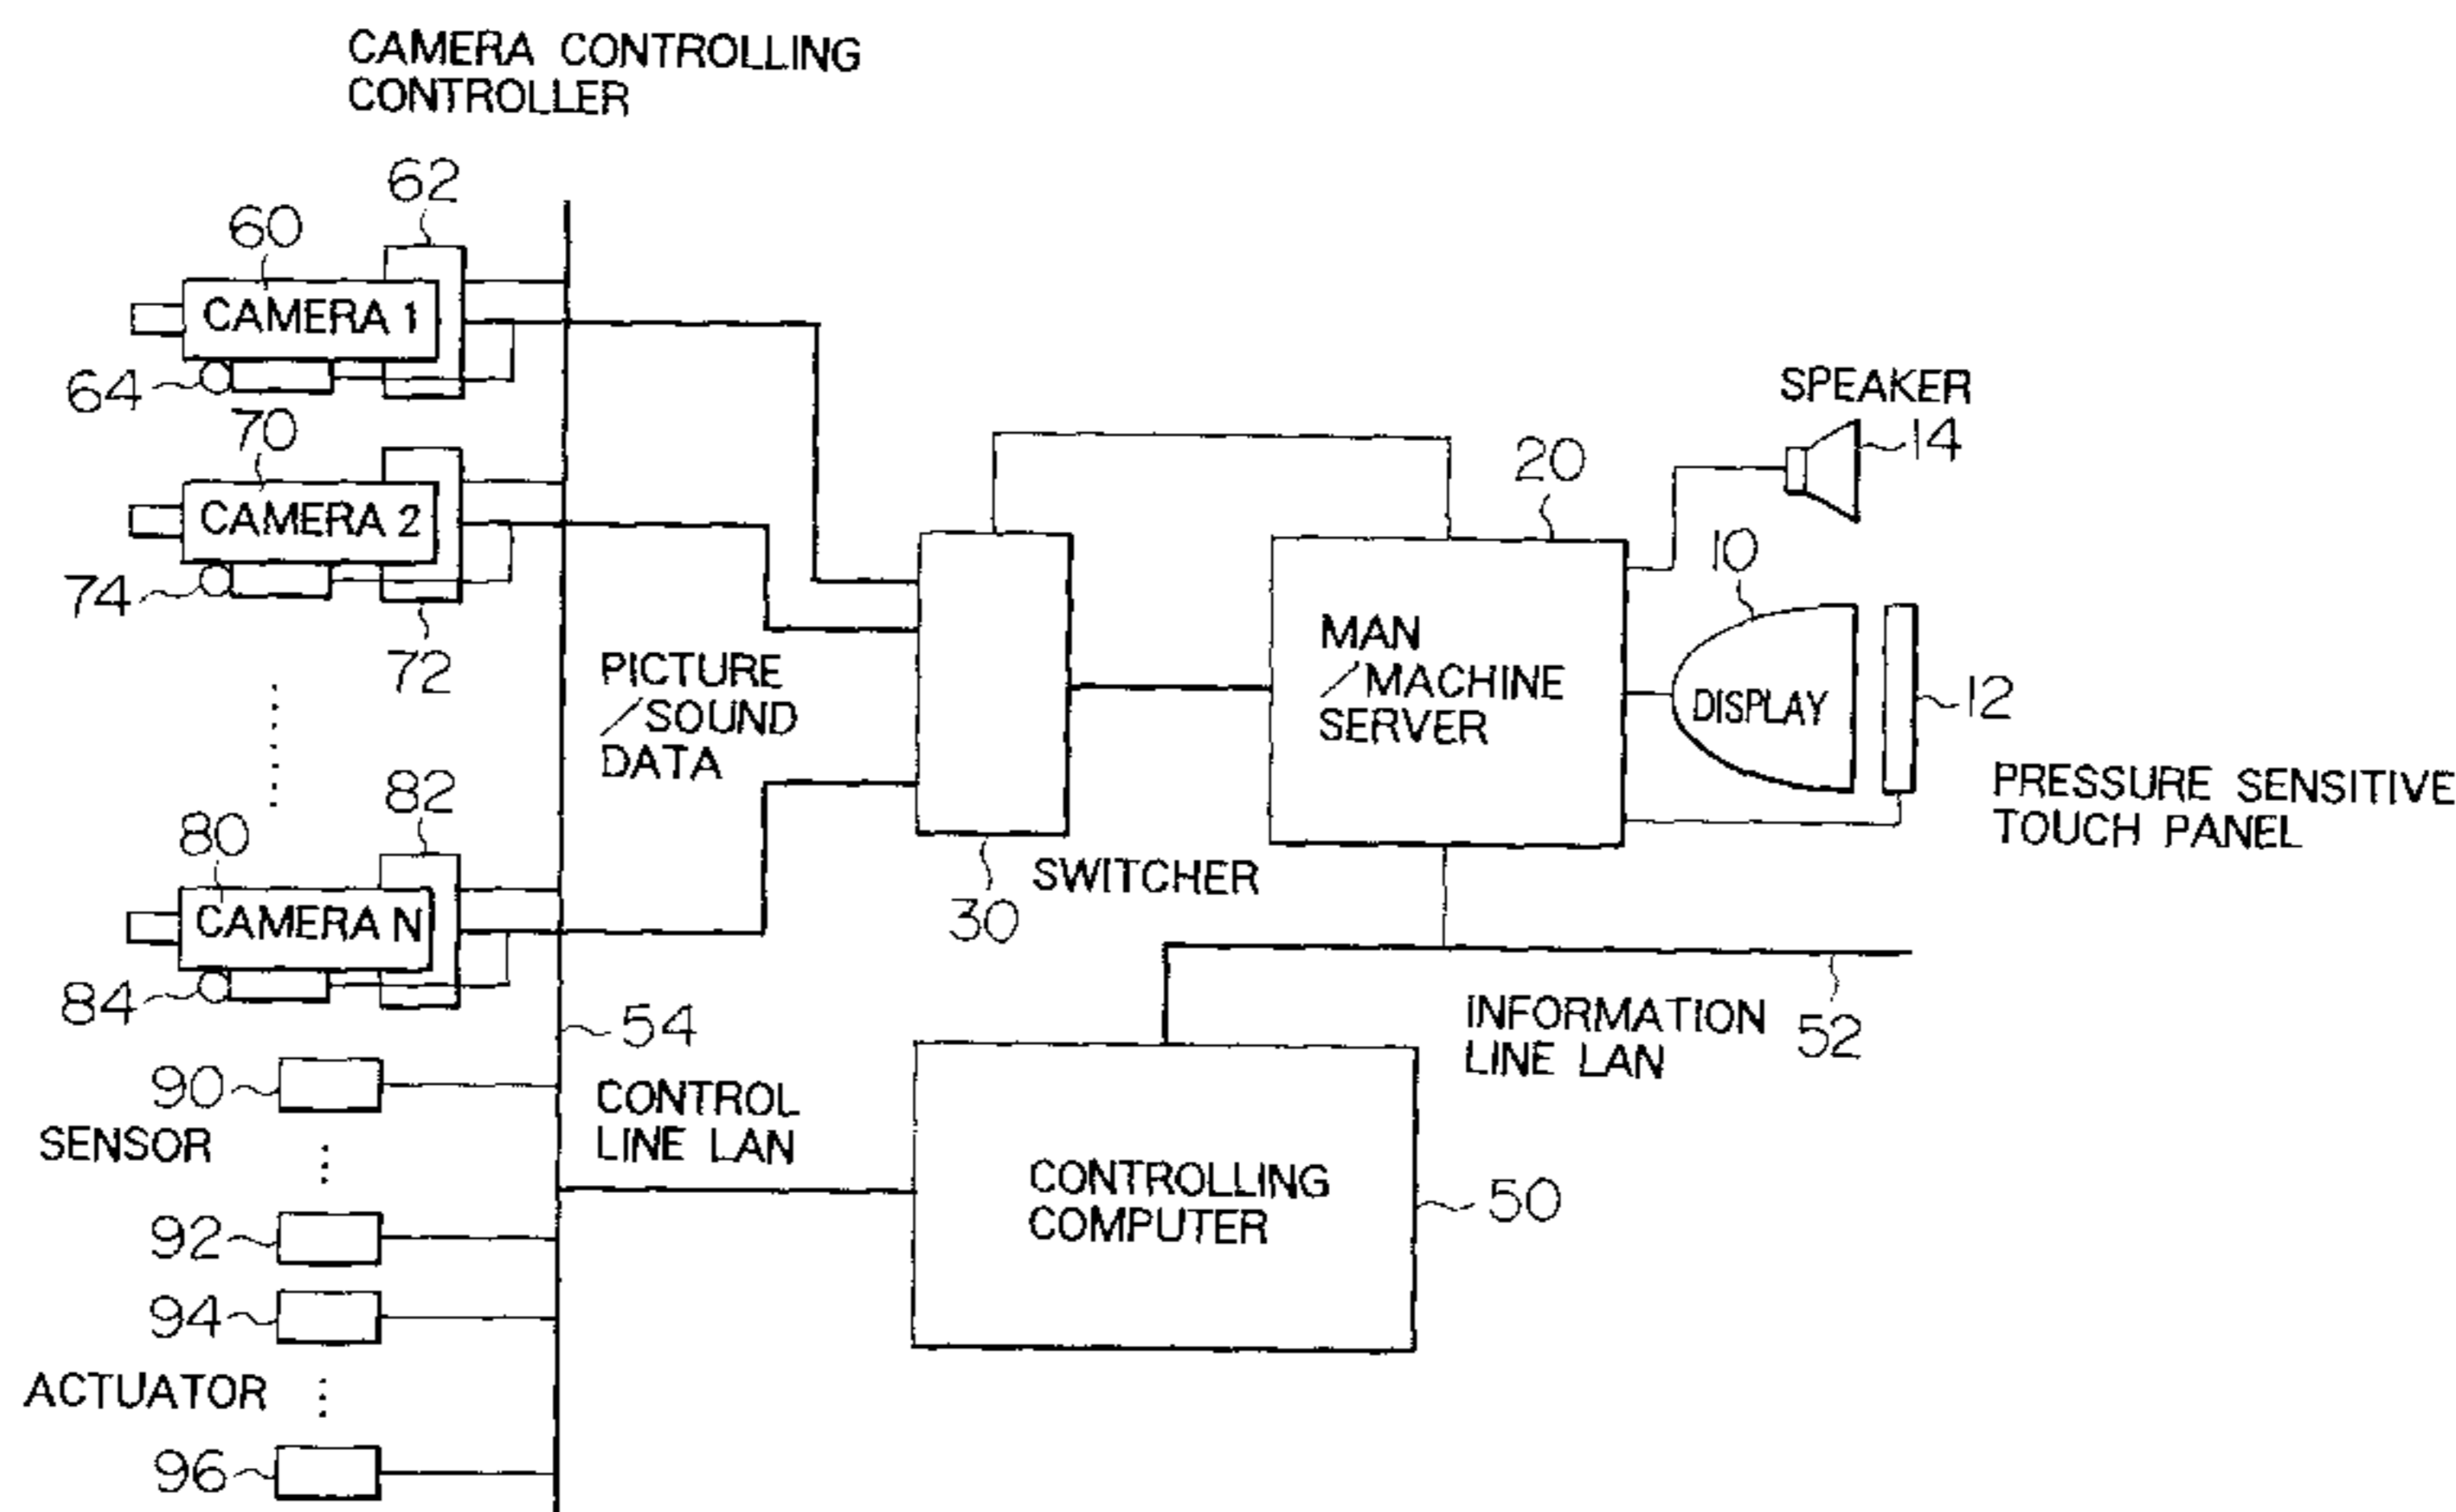 CAMERA CONTROLLING
CONTROLLER
62
60
CAMERA 1
64
70
CAMERA 2
74
72
PICTURE
/SOUND
DATA
82
80
CAMERA N
84
54
90
SENSOR
92
94
ACTUATOR
96
CONTROL
LINE LAN
SWITCHER
30
20
MAN
/MACHINE
SERVER
SPEAKER
14
10
DISPLAY
12
PRESSURE SENSITIVE
TOUCH PANEL
INFORMATION
LINE LAN
52
CONTROLLING
COMPUTER
50